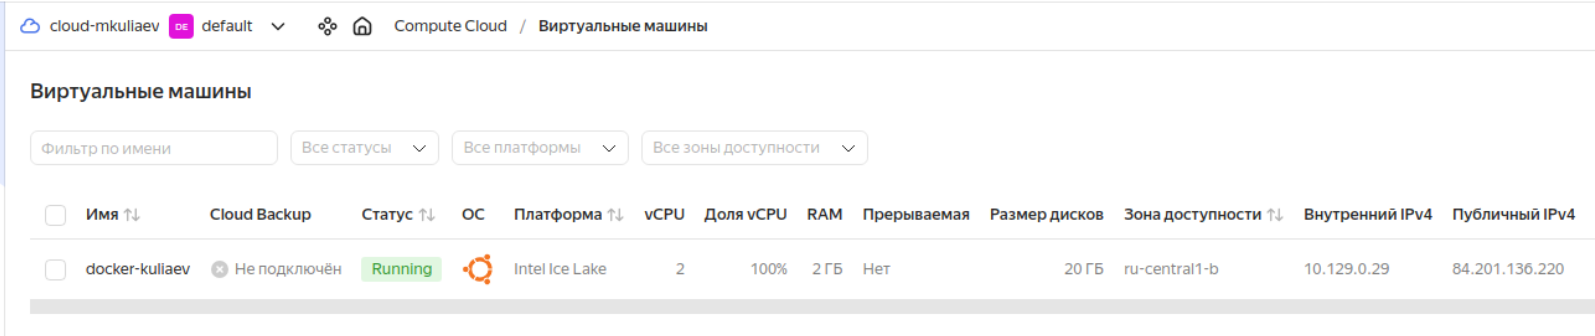 cloud-mkuliaev DE default Compute Cloud / Виртуальные машины
Виртуальные машины
Фильтр по имени Все статусы Все платформы Все зоны доступности
Имя Cloud Backup Статус ОС Платформа vCPU Доля vCPU RAM Прерываемая Размер дисков Зона доступности Внутренний IPv4 Публичный IPv4
docker-kuliaev Не подключён Running Intel Ice Lake 2 100% 2 ГБ Нет 20 ГБ ru-central1-b 10.129.0.29 84.201.136.220